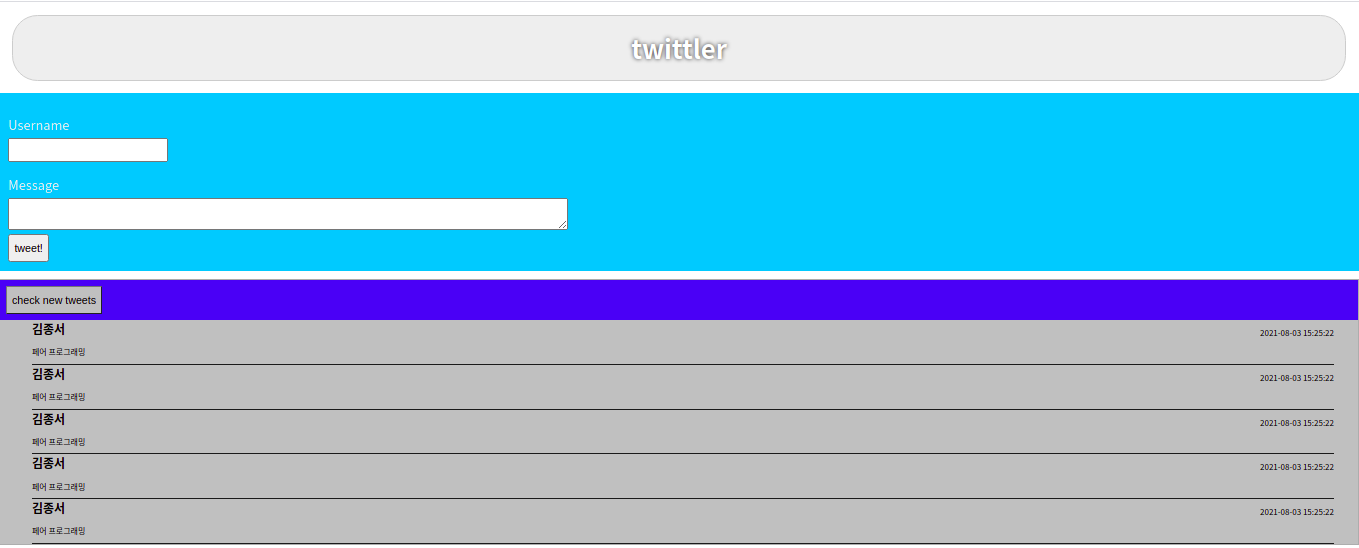 twittler
Username
Message
tweet!
check new tweets
김종서
2021-08-03 15:25:22
페어 프로그래밍
김종서
2021-08-03 15:25:22
페어 프로그래밍
김종서
2021-08-03 15:25:22
페어 프로그래밍
김종서
2021-08-03 15:25:22
페어 프로그래밍
김종서
2021-08-03 15:25:22
페어 프로그래밍